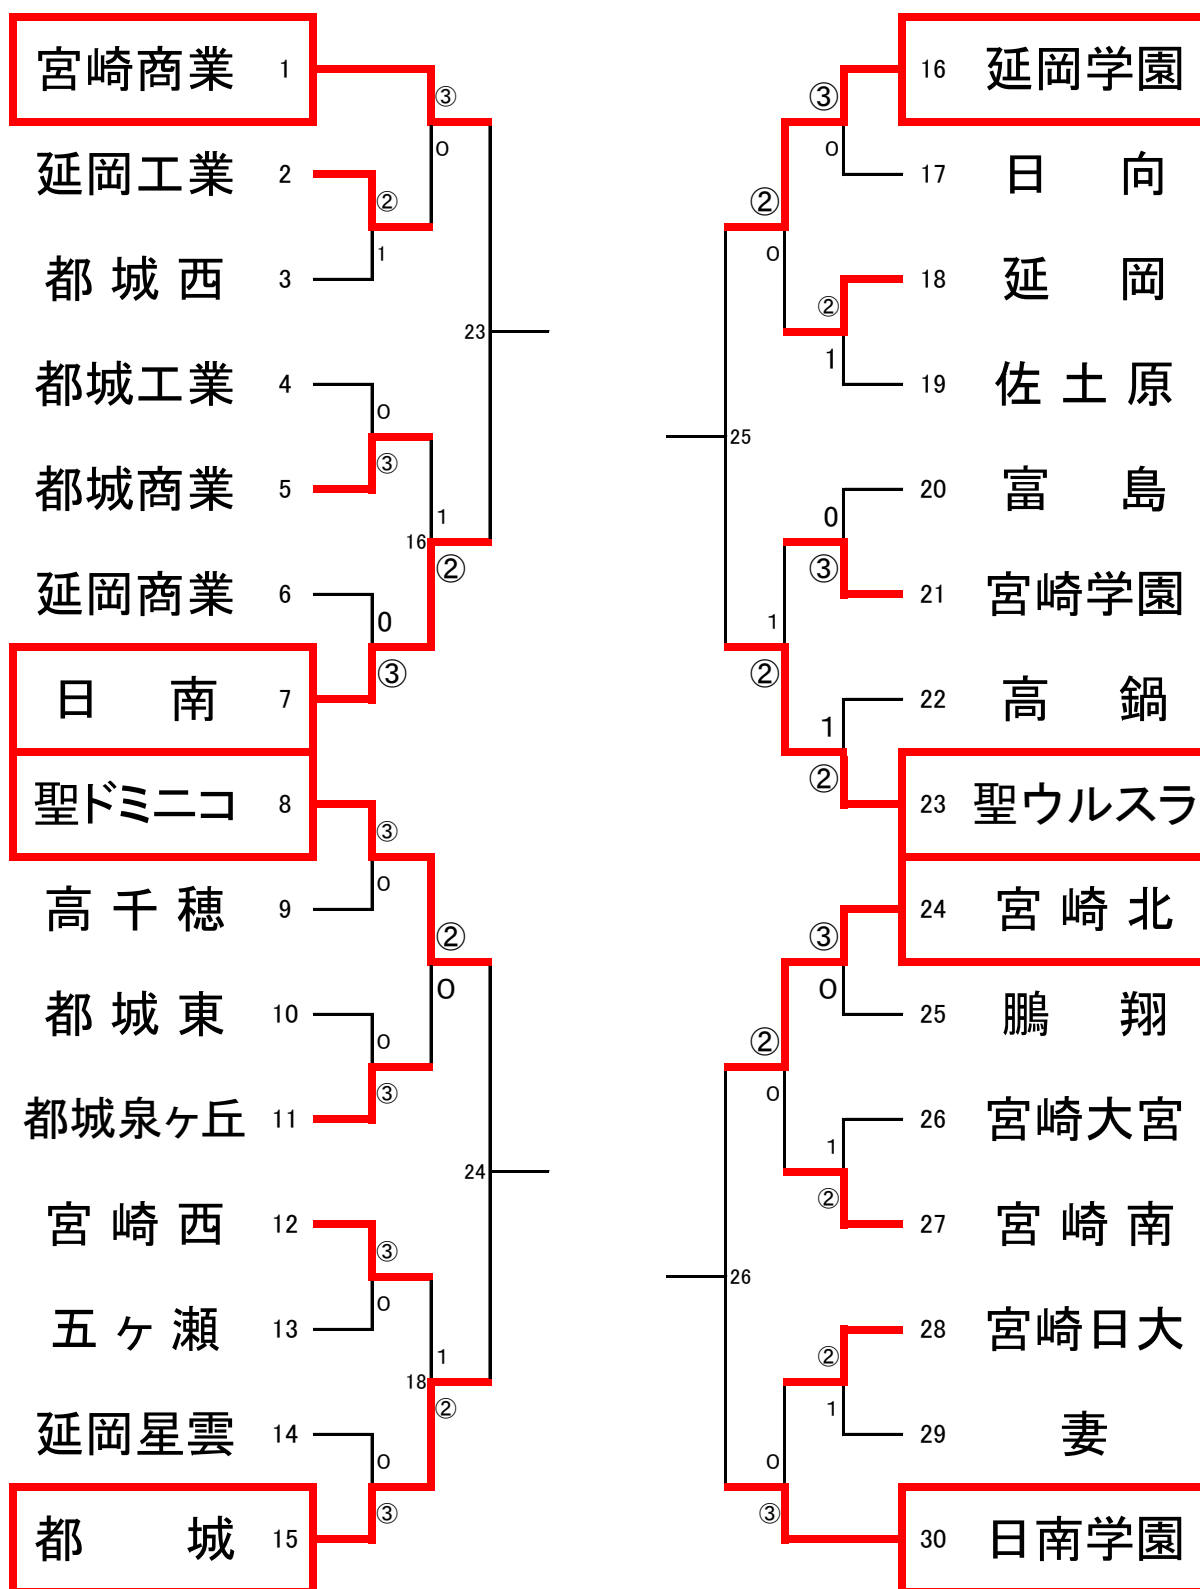 宮崎商業 1
③
0
延岡工業 2
②
1
都城西 3
23
都城工業 4
0
③
都城商業 5
1
16
②
延岡商業 6
0
③
日南 7
聖ドミニコ 8
③
0
高千穂 9
②
0
都城東 10
0
③
都城泉ヶ丘 11
24
宮崎西 12
③
0
五ヶ瀬 13
1
18
②
延岡星雲 14
0
③
都城 15
16 延岡学園
③
0
17 日向
②
0
18 延岡
②
1
19 佐土原
25
20 富島
0
③
21 宮崎学園
1
②
22 高鍋
1
②
23 聖ウルスラ
24 宮崎北
③
0
25 鵬翔
②
0
26 宮崎大宮
1
②
27 宮崎南
26
28 宮崎日大
②
1
29 妻
0
③
30 日南学園